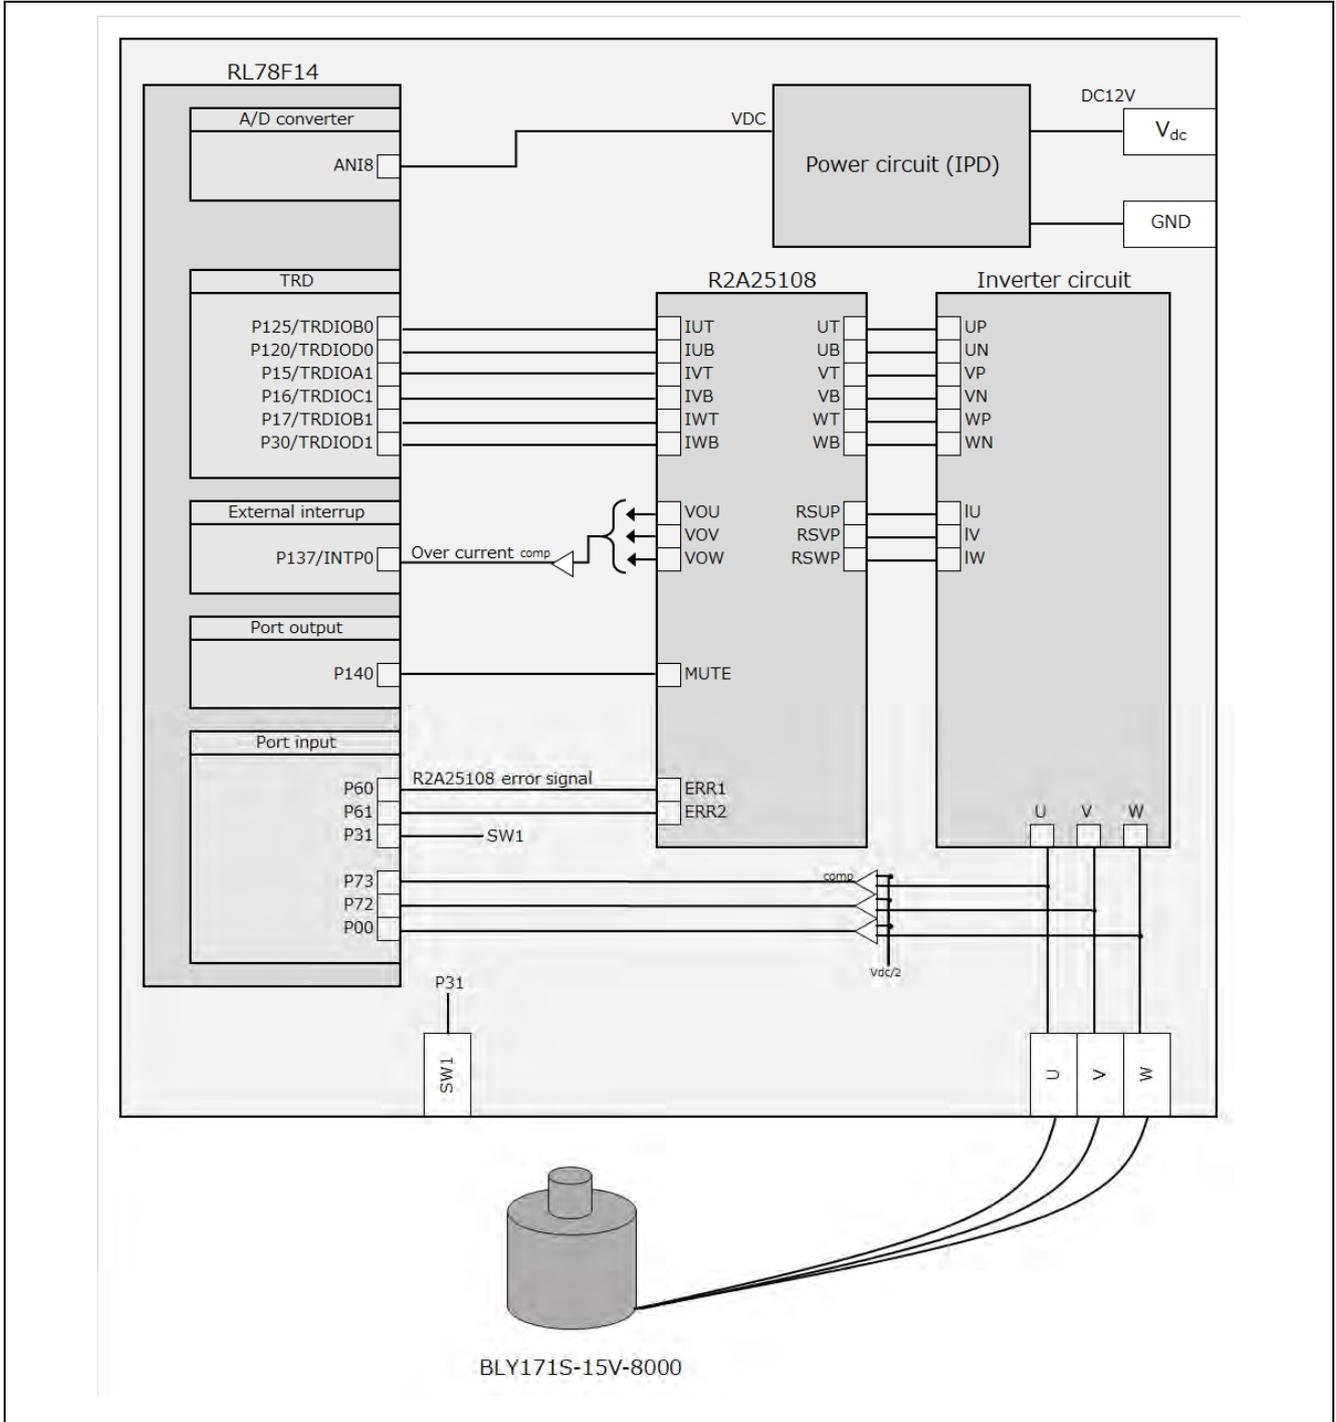 RL78F14
A/D converter
ANI8
VDC
Power circuit (IPD)
DC12V
Vdc
GND
TRD
P125/TRDIOB0
P120/TRDIOD0
P15/TRDIOA1
P16/TRDIOC1
P17/TRDIOB1
P30/TRDIOD1
R2A25108
IUT
IUB
IVT
IVB
IWT
IWB
UT
UB
VT
VB
WT
WB
Inverter circuit
UP
UN
VP
VN
WP
WN
External interrup
P137/INTP0
Over current comp
VOU
VOV
VOW
RSUP
RSVP
RSWP
IU
IV
IW
Port output
P140
MUTE
Port input
P60
P61
P31
P73
P72
P00
R2A25108 error signal
ERR1
ERR2
SW1
U
V
W
comp
Vdc/2
P31
SW1
U
V
W
BLY171S-15V-8000